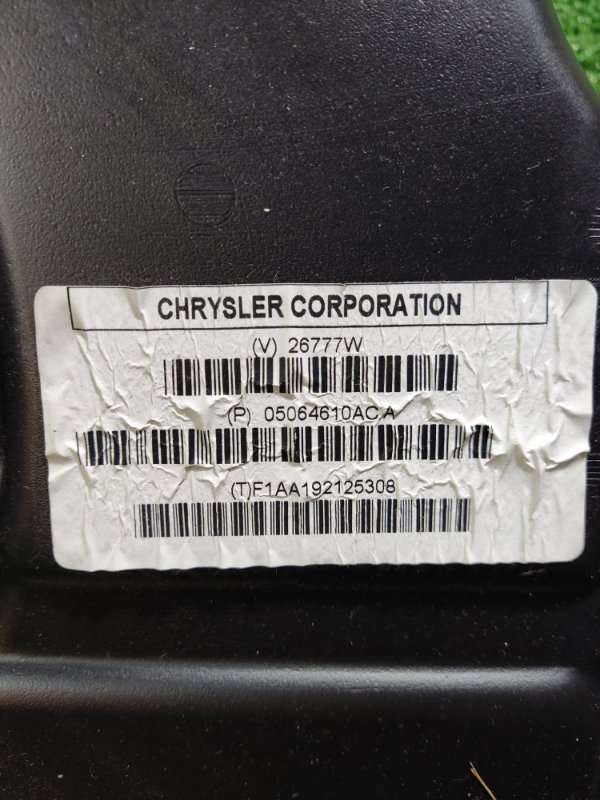 CHRYSLER CORPORATION
(V) 26777W
(P) 05064610AC A
(T)F1AA192125308